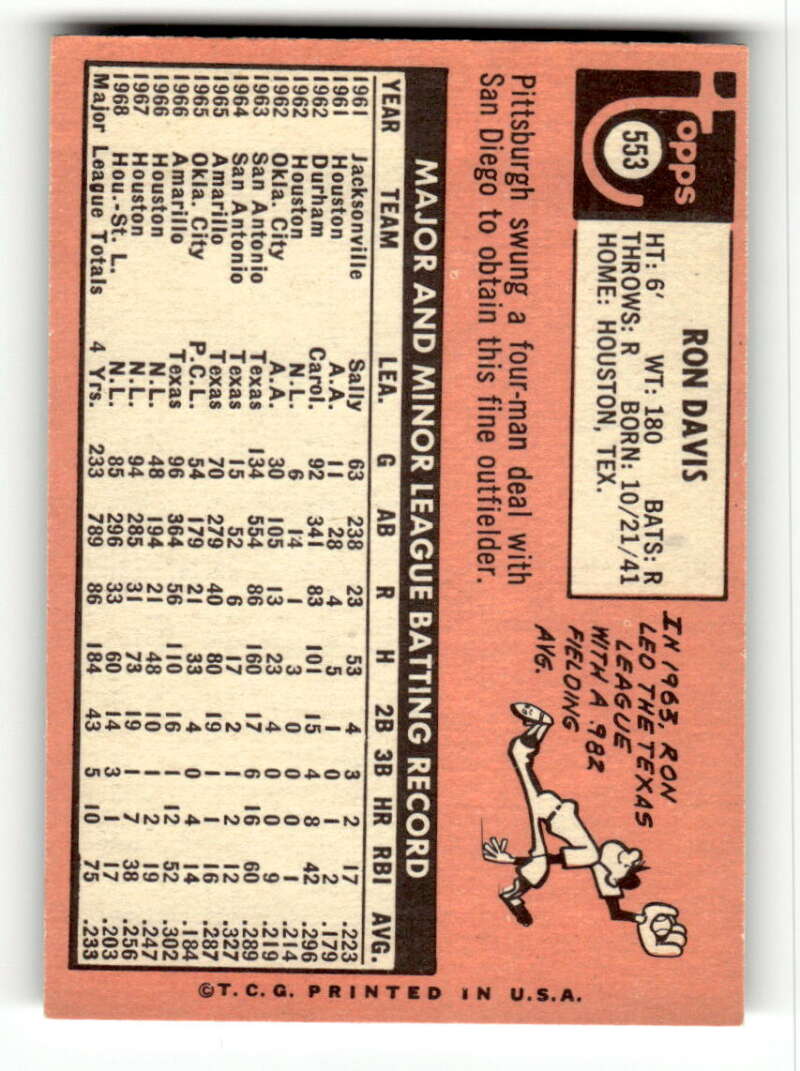 Topps
553
RON DAVIS
HT: 6' WT: 180 BATS: R
THROWS: R BORN: 10/21/41
HOME: HOUSTON, TEX.
Pittsburgh swung a four-man deal with
San Diego to obtain this fine outfielder.
IN 1963, RON
LED THE TEXAS
LEAGUE
WITH A .982
FIELDING
AVG.
MAJOR AND MINOR LEAGUE BATTING RECORD
YEAR TEAM LEA. G AB R H 2B 3B HR RBI AVG.
1961 Jacksonville Sally 63 238 23 53 4 3 2 17 .223
1961 Houston A.A. 11 28 4 5 1 0 1 2 .179
1962 Durham Carol. 92 341 83 101 15 4 8 42 .296
1962 Houston N.L. 6 14 1 3 0 0 0 1 .214
1962 Okla. City A.A. 30 105 13 23 4 0 0 9 .219
1963 San Antonio Texas 134 554 86 160 17 6 16 60 .289
1964 San Antonio Texas 15 52 6 17 2 1 2 12 .327
1965 Amarillo Texas 70 279 40 80 19 1 1 16 .287
1965 Okla. City P.C.L. 54 179 21 33 4 0 4 14 .184
1966 Amarillo Texas 96 364 56 110 16 1 12 52 .302
1966 Houston N.L. 48 194 21 48 10 1 2 19 .247
1967 Houston N.L. 94 285 31 73 19 1 7 38 .256
1968 Hou.-St. L. N.L. 85 296 33 60 14 3 1 17 .203
Major League Totals 4 Yrs. 233 789 86 184 43 5 10 75 .233
©T.C.G. PRINTED IN U.S.A.